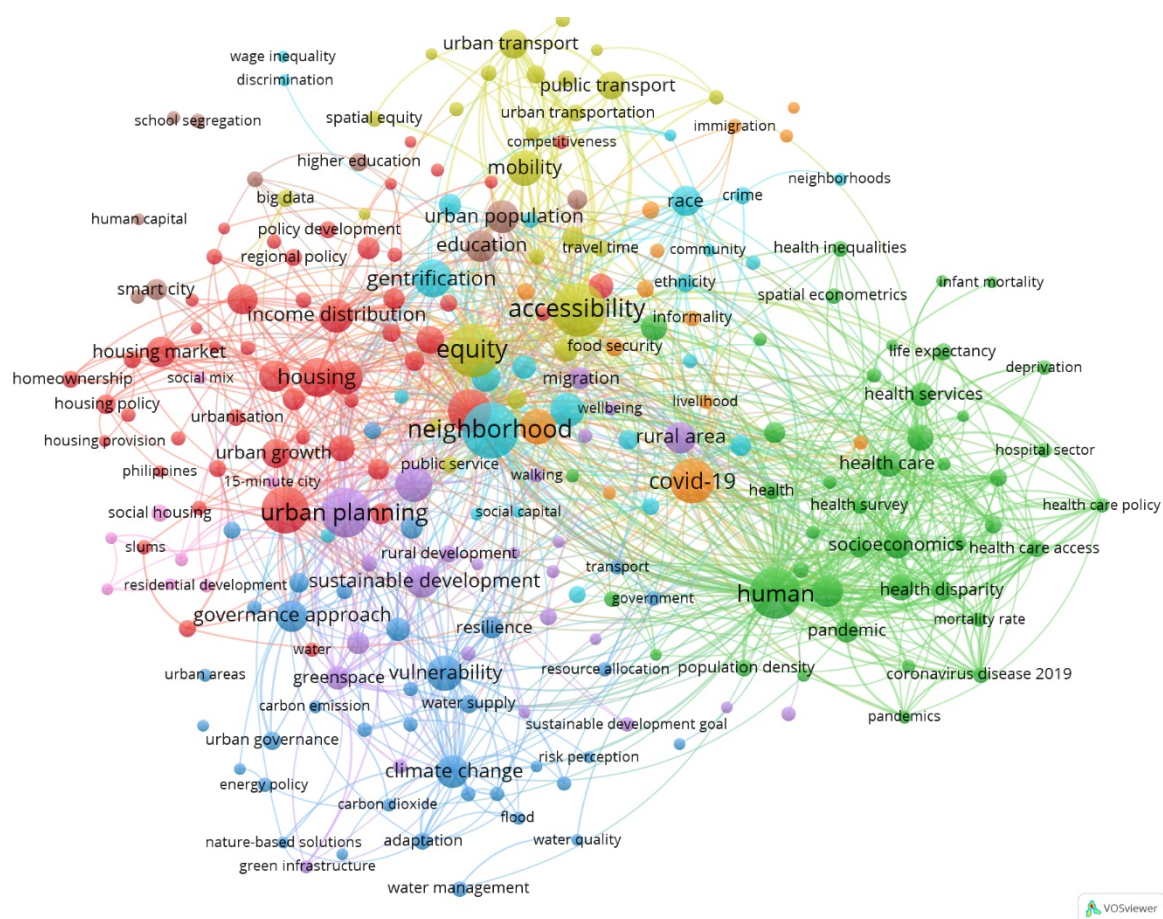 urban transport
wage inequality
discrimination
public transport
school segregation
spatial equity
urban transportation
competitiveness
immigration
higher education
mobility
neighborhoods
big data
race
crime
human capital
urban population
policy development
education
travel time
community
health inequalities
regional policy
gentrification
ethnicity
smart city
spatial econometrics
infant mortality
accessibility
income distribution
informality
equity
food security
housing market
life expectancy
homeownership
social mix
housing
migration
deprivation
health services
housing policy
urbanisation
wellbeing
livelihood
neighborhood
rural area
housing provision
urban growth
public service
health care
hospital sector
philippines
15-minute city
walking
covid-19
health
social housing
urban planning
social capital
health survey
health care policy
slums
rural development
socioeconomics
health care access
residential development
sustainable development
transport
government
human
health disparity
governance approach
resilience
pandemic
mortality rate
water
urban areas
greenspace
vulnerability
resource allocation
population density
coronavirus disease 2019
carbon emission
water supply
sustainable development goal
pandemics
urban governance
risk perception
energy policy
climate change
carbon dioxide
flood
nature-based solutions
adaptation
water quality
green infrastructure
water management
VOSviewer